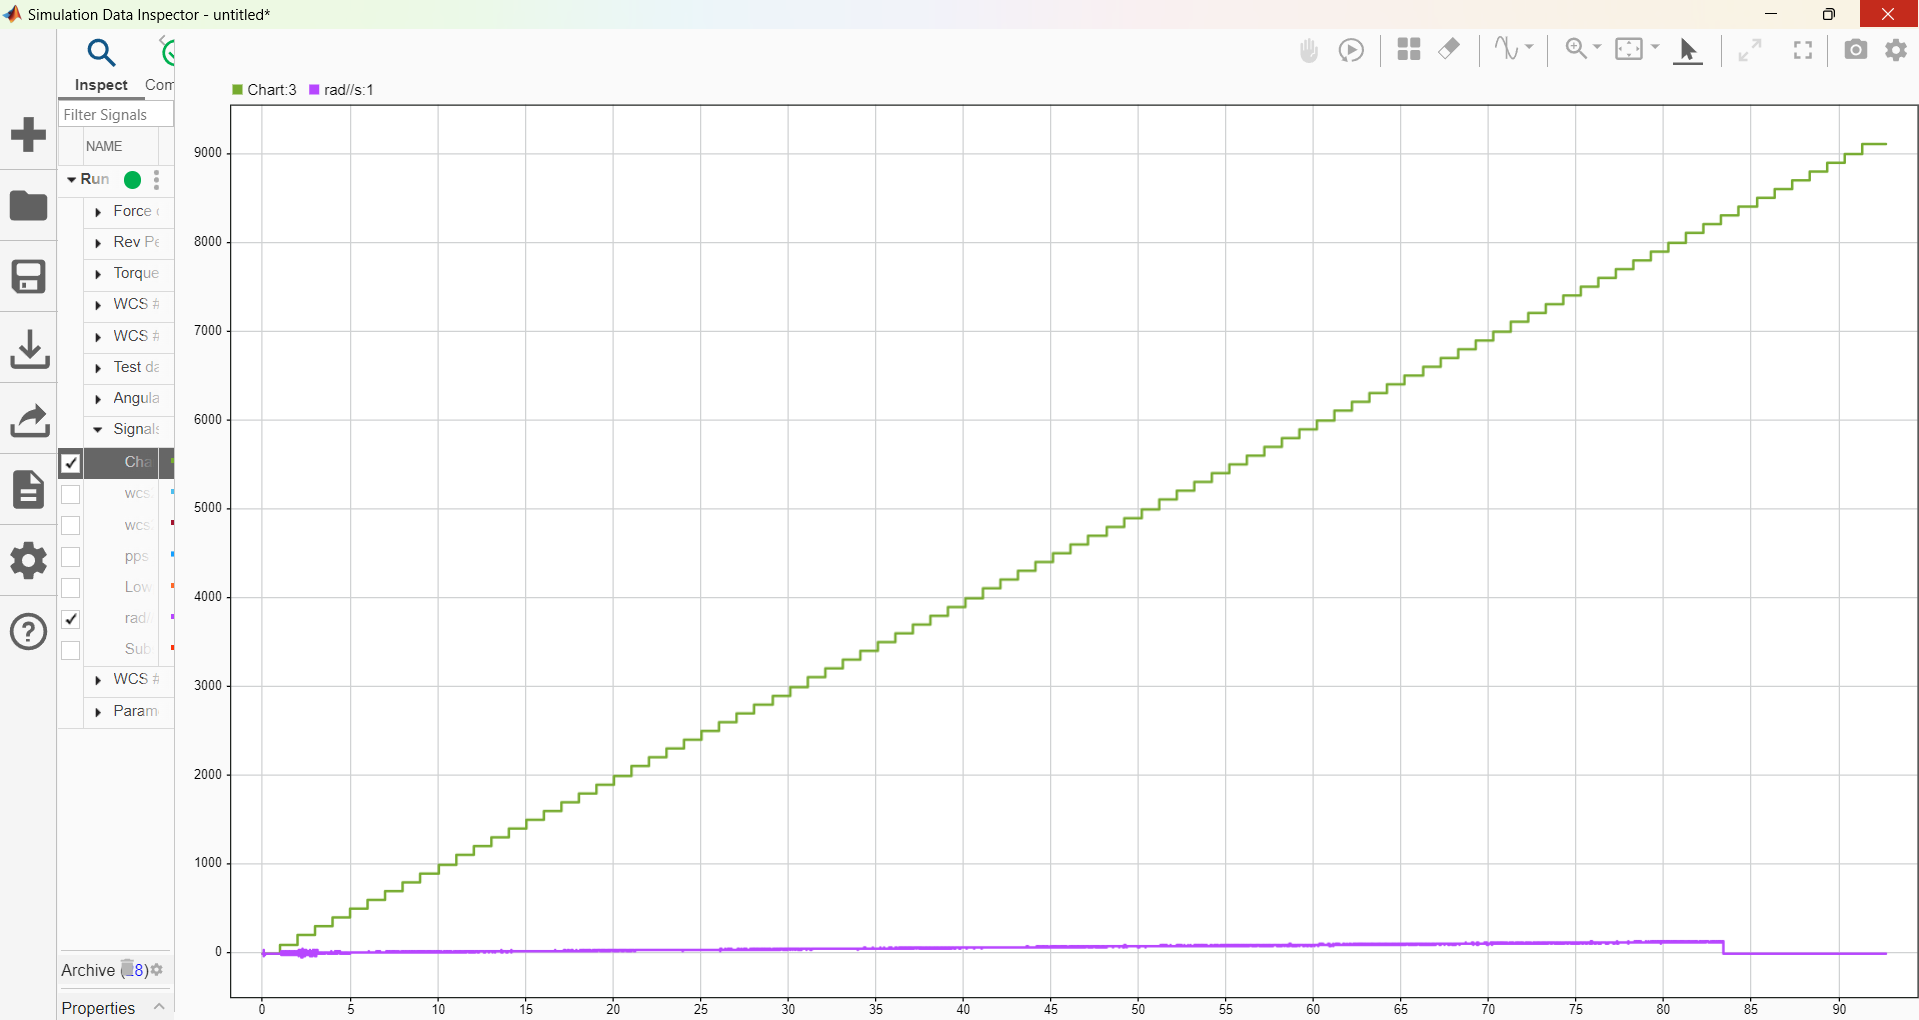 Simulation Data Inspector - untitled*
Inspect
Com
Filter Signals
NAME
Run
Force
Rev Pe
Torque
WCS #
WCS #
Test da
Angula
Signals
Cha
wcs
wcs
pps
Low
rad/
Sub
WCS #
Param
Archive
8)
Properties
Chart:3 rad//s:1
9000
8000
7000
6000
5000
4000
3000
2000
1000
0
0 5 10 15 20 25 30 35 40 45 50 55 60 65 70 75 80 85 90